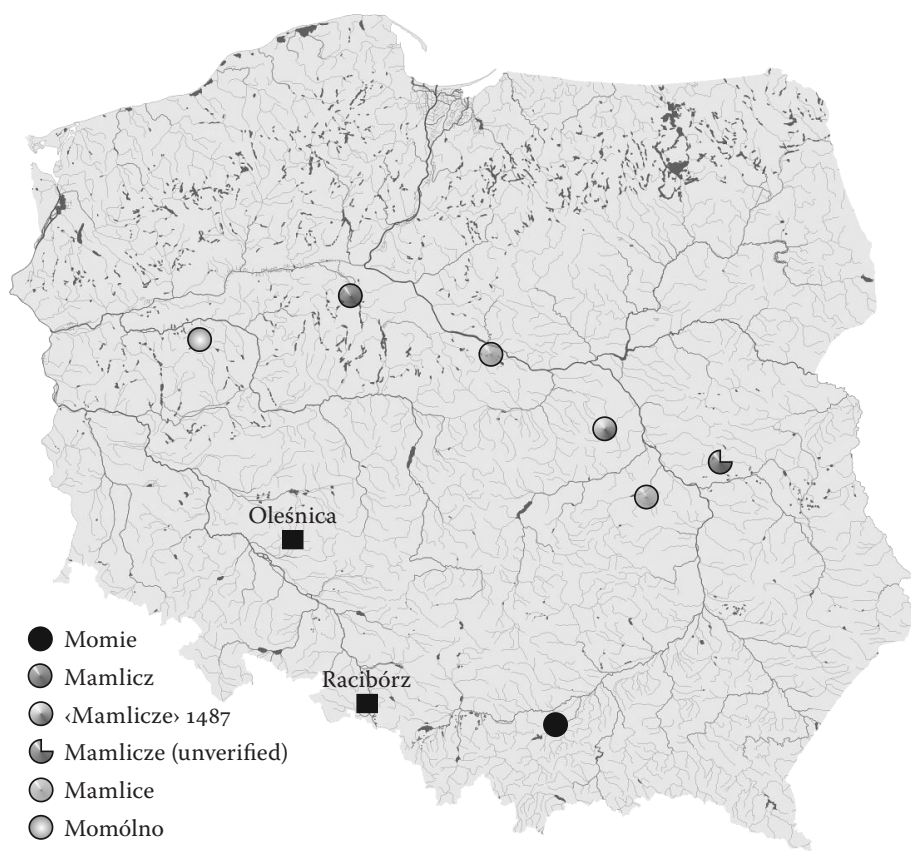 Oleśnica
Racibórz
Momie
Mamlicz
‹Mamlicze› 1487
Mamlicze (unverified)
Mamlice
Momólno